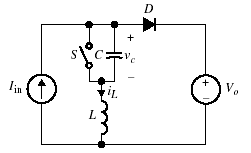 D
S C + v_c −
I_in
i_L
L
+ −
V_o